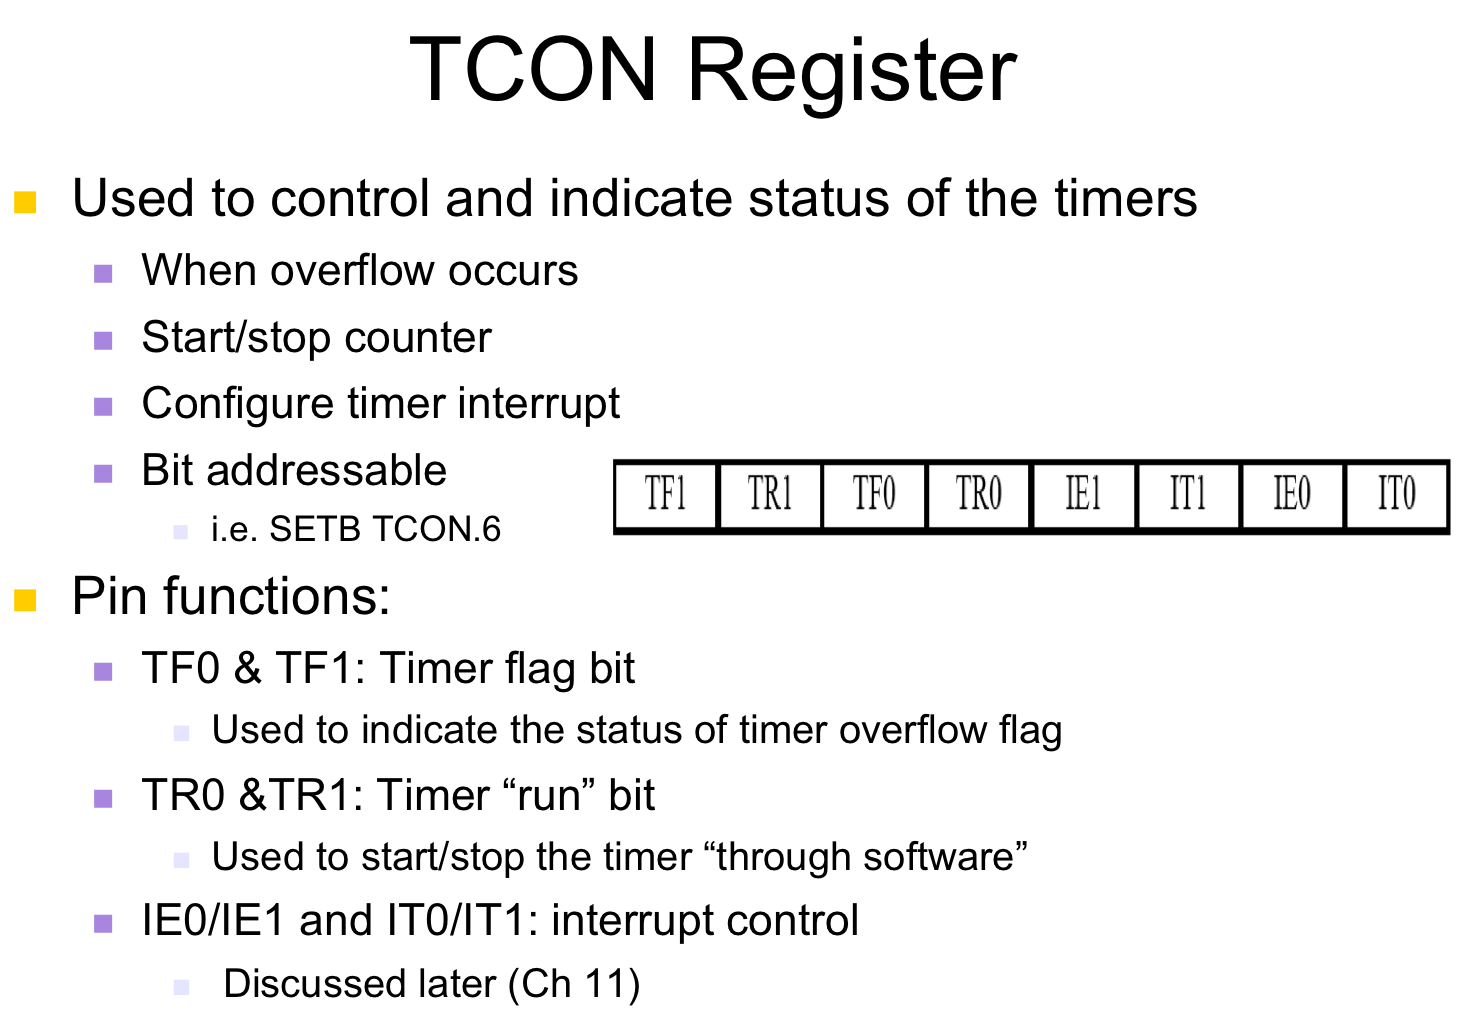 TCON Register
Used to control and indicate status of the timers
When overflow occurs
Start/stop counter
Configure timer interrupt
Bit addressable
i.e. SETB TCON.6
TF1 TR1 TF0 TR0 IE1 IT1 IE0 IT0
Pin functions:
TF0 & TF1: Timer flag bit
Used to indicate the status of timer overflow flag
TR0 &TR1: Timer “run” bit
Used to start/stop the timer “through software”
IE0/IE1 and IT0/IT1: interrupt control
Discussed later (Ch 11)